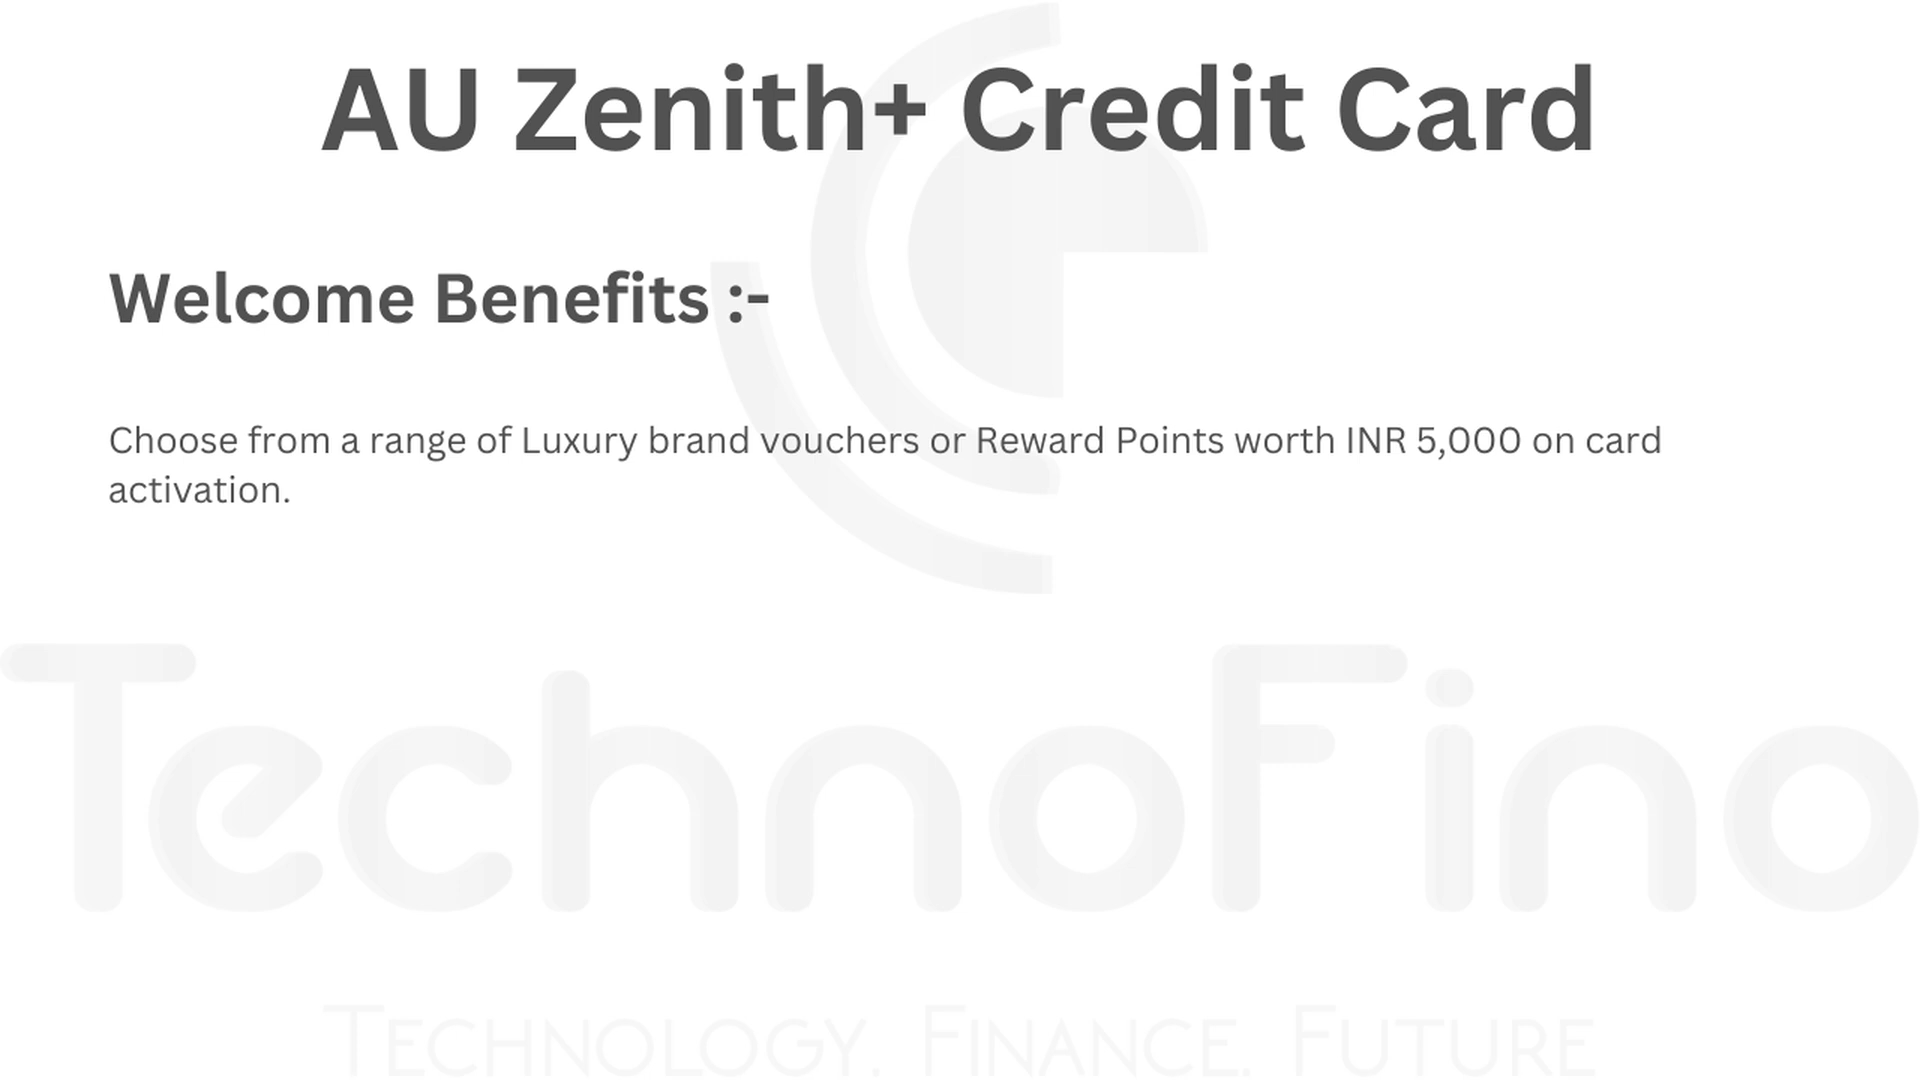 AU Zenith+ Credit Card
Welcome Benefits :-
Choose from a range of Luxury brand vouchers or Reward Points worth INR 5,000 on card
activation.
TechnoFino
TECHNOLOGY. FINANCE. FUTURE